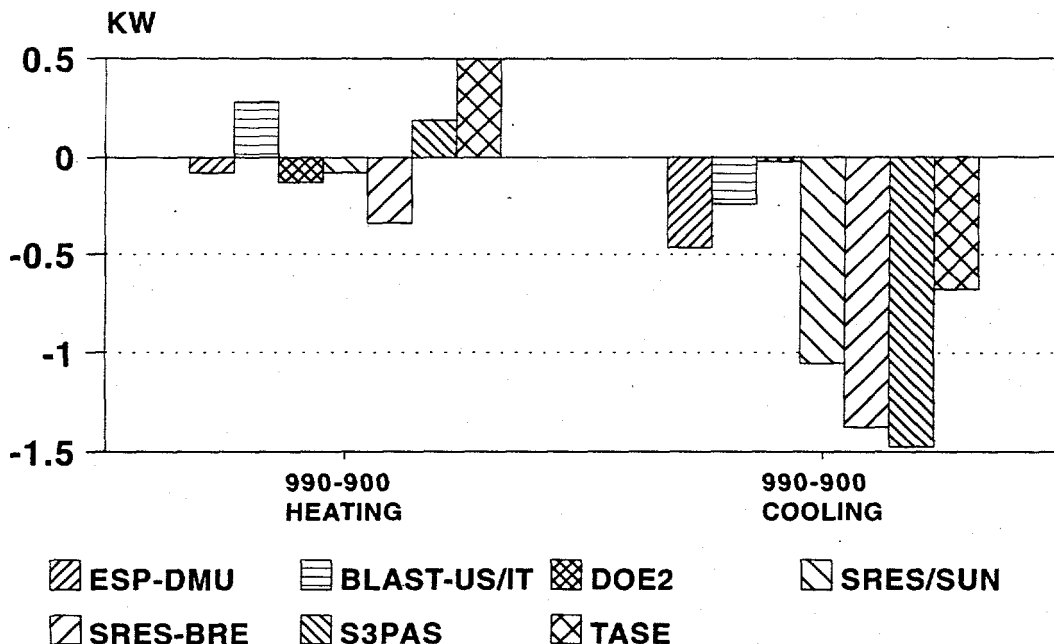 KW
0.5
0
-0.5
-1
-1.5
990-900 990-900
HEATING COOLING
ESP-DMU BLAST-US/IT DOE2 SRES/SUN
SRES-BRE S3PAS TASE